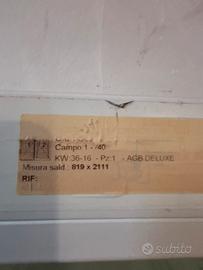 Campo 1 - /40
KW:36-16 - Pz:1 - AGB DELUXE
Misura sald.: 819 x 2111
RIF:
subito